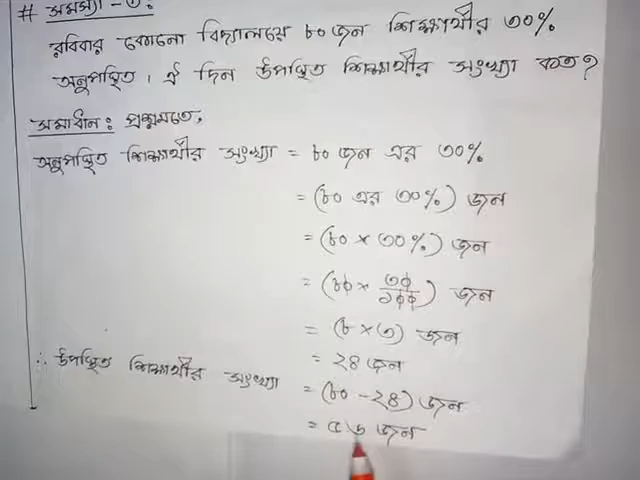 # সমস্যা - ৩:
রবিবার কোনো বিদ্যালয়ে ৮০ জন শিক্ষার্থীর ৩০%
অনুপস্থিত। ঐ দিন উপস্থিত শিক্ষার্থীর সংখ্যা কত?
সমাধান: প্রশ্নমতে,
অনুপস্থিত শিক্ষার্থীর সংখ্যা = ৮০ জন এর ৩০%
= (৮০ এর ৩০%) জন
= (৮০ × ৩০%) জন
= (৮০ × ৩০/১০০) জন
= (৮ × ৩) জন
= ২৪ জন
∴ উপস্থিত শিক্ষার্থীর সংখ্যা = (৮০ - ২৪) জন
= ৫৬ জন